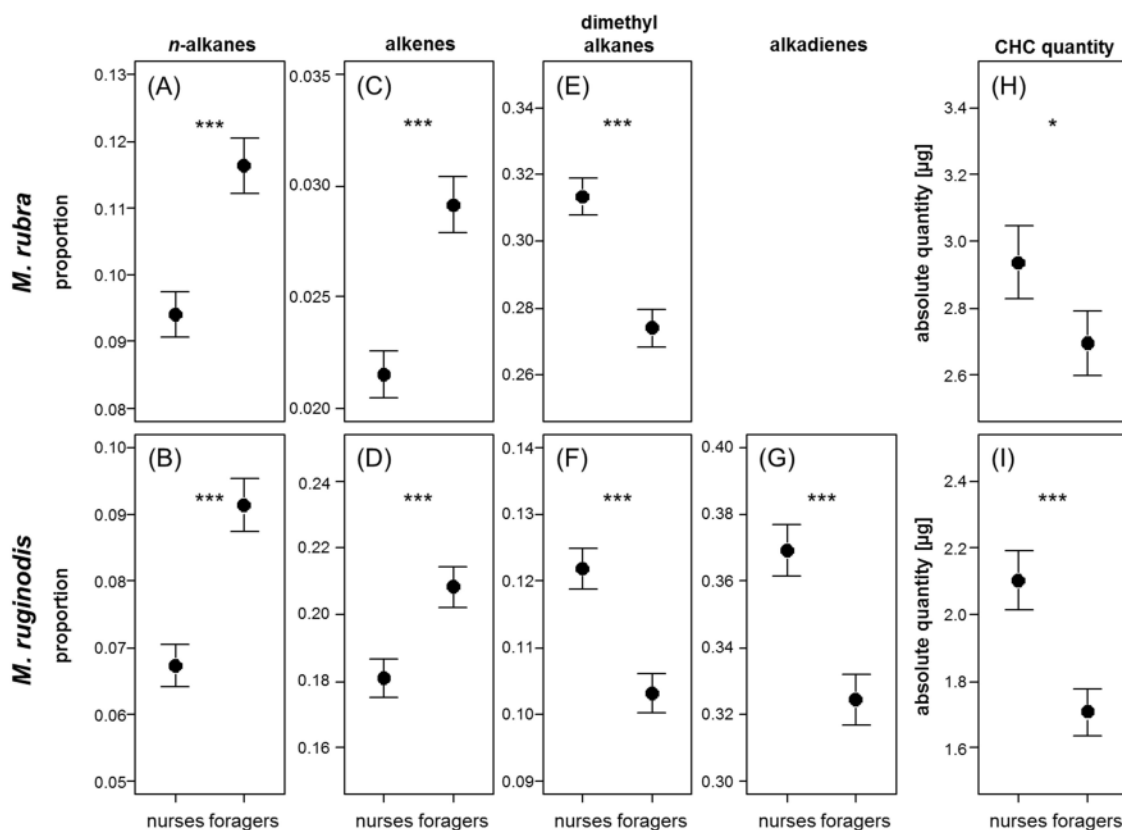 n-alkanes
alkenes
dimethyl
alkanes
alkadienes
CHC quantity
M. rubra
proportion
(A)
***
0.13
0.12
0.11
0.10
0.09
0.08
(C)
***
0.035
0.030
0.025
0.020
(E)
***
0.34
0.32
0.30
0.28
0.26
absolute quantity [µg]
(H)
*
3.4
3.2
3.0
2.8
2.6
M. ruginodis
proportion
(B)
***
0.10
0.09
0.08
0.07
0.06
0.05
(D)
***
0.24
0.22
0.20
0.18
0.16
(F)
***
0.14
0.13
0.12
0.11
0.10
0.09
(G)
***
0.40
0.38
0.36
0.34
0.32
0.30
absolute quantity [µg]
(I)
***
2.4
2.2
2.0
1.8
1.6
nurses foragers
nurses foragers
nurses foragers
nurses foragers
nurses foragers